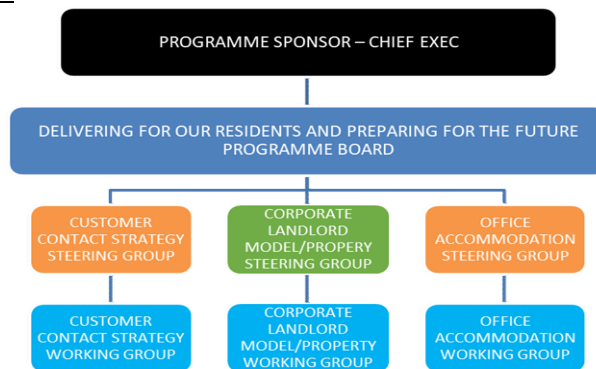 PROGRAMME SPONSOR – CHIEF EXEC
DELIVERING FOR OUR RESIDENTS AND PREPARING FOR THE FUTURE
PROGRAMME BOARD
CUSTOMER
CONTACT STRATEGY
STEERING GROUP
CORPORATE
LANDLORD
MODEL/PROPERY
STEERING GROUP
OFFICE
ACCOMMODATION
STEERING GROUP
CUSTOMER
CONTACT STRATEGY
WORKING GROUP
CORPORATE
LANDLORD
MODEL/PROPERTY
WORKING GROUP
OFFICE
ACCOMMODATION
WORKING GROUP